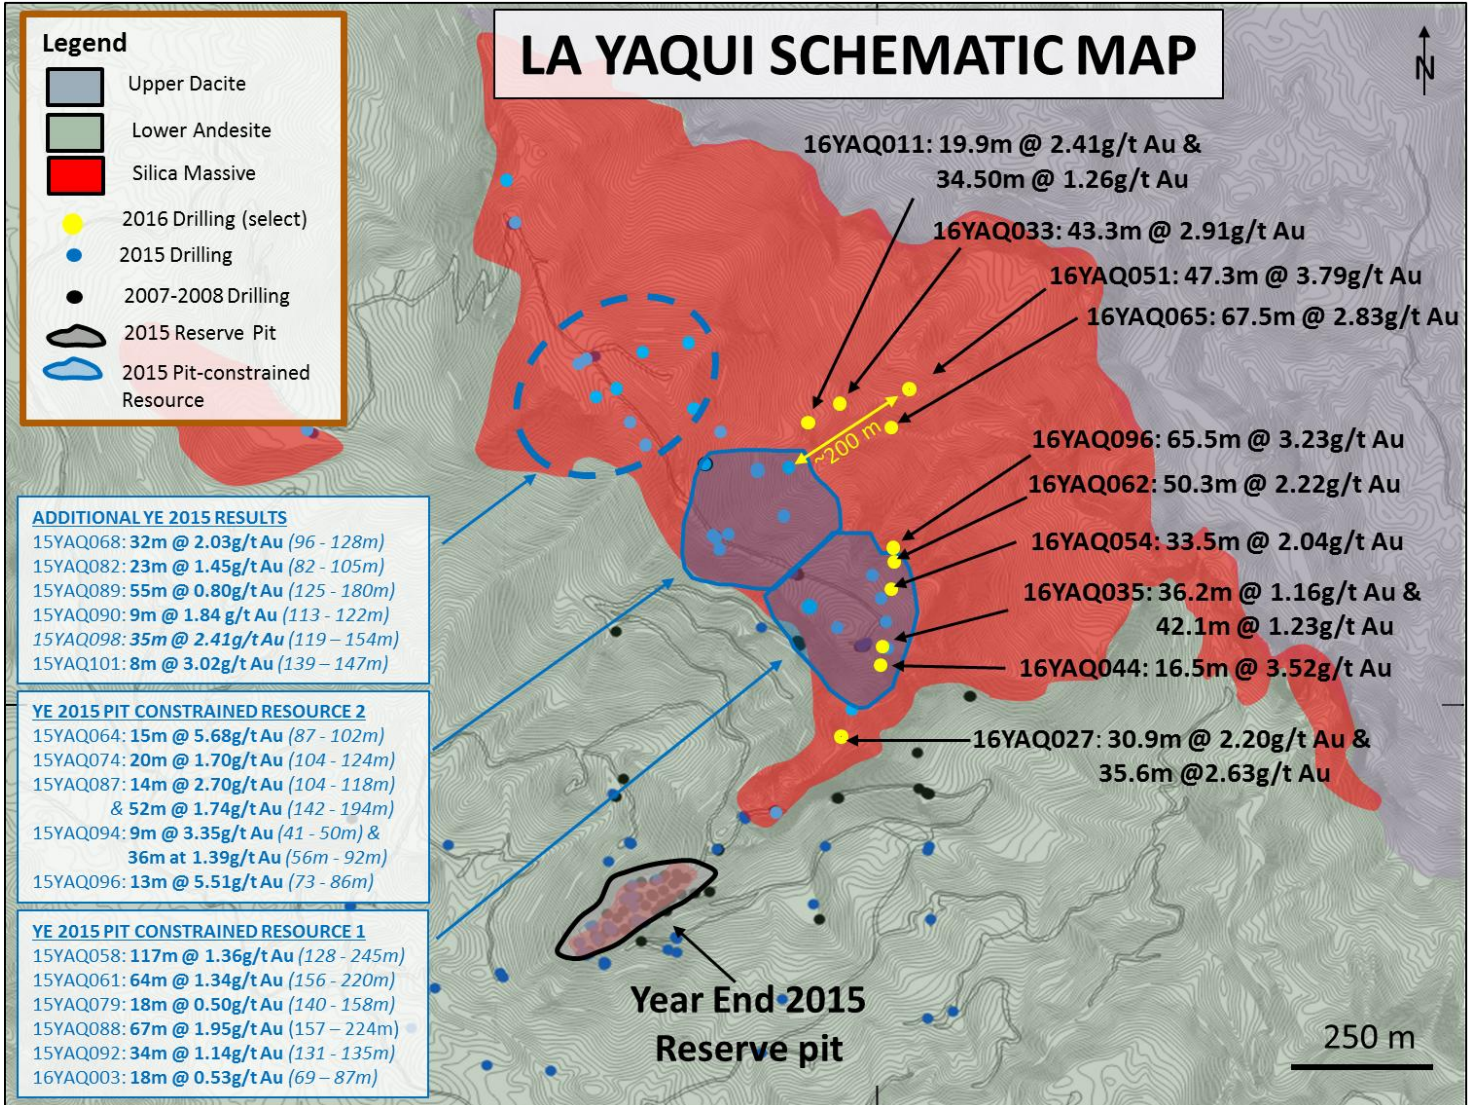 LA YAQUI SCHEMATIC MAP
N
Legend
Upper Dacite
Lower Andesite
Silica Massive
2016 Drilling (select)
2015 Drilling
2007-2008 Drilling
2015 Reserve Pit
2015 Pit-constrained
Resource
16YAQ011: 19.9m @ 2.41g/t Au &
34.50m @ 1.26g/t Au
16YAQ033: 43.3m @ 2.91g/t Au
16YAQ051: 47.3m @ 3.79g/t Au
16YAQ065: 67.5m @ 2.83g/t Au
~200 m
16YAQ096: 65.5m @ 3.23g/t Au
16YAQ062: 50.3m @ 2.22g/t Au
16YAQ054: 33.5m @ 2.04g/t Au
16YAQ035: 36.2m @ 1.16g/t Au &
42.1m @ 1.23g/t Au
16YAQ044: 16.5m @ 3.52g/t Au
16YAQ027: 30.9m @ 2.20g/t Au &
35.6m @2.63g/t Au
ADDITIONAL YE 2015 RESULTS
15YAQ068: 32m @ 2.03g/t Au (96 - 128m)
15YAQ082: 23m @ 1.45g/t Au (82 - 105m)
15YAQ089: 55m @ 0.80g/t Au (125 - 180m)
15YAQ090: 9m @ 1.84 g/t Au (113 - 122m)
15YAQ098: 35m @ 2.41g/t Au (119 – 154m)
15YAQ101: 8m @ 3.02g/t Au (139 – 147m)
YE 2015 PIT CONSTRAINED RESOURCE 2
15YAQ064: 15m @ 5.68g/t Au (87 - 102m)
15YAQ074: 20m @ 1.70g/t Au (104 - 124m)
15YAQ087: 14m @ 2.70g/t Au (104 - 118m)
& 52m @ 1.74g/t Au (142 - 194m)
15YAQ094: 9m @ 3.35g/t Au (41 - 50m) &
36m at 1.39g/t Au (56m - 92m)
15YAQ096: 13m @ 5.51g/t Au (73 - 86m)
YE 2015 PIT CONSTRAINED RESOURCE 1
15YAQ058: 117m @ 1.36g/t Au (128 - 245m)
15YAQ061: 64m @ 1.34g/t Au (156 - 220m)
15YAQ079: 18m @ 0.50g/t Au (140 - 158m)
15YAQ088: 67m @ 1.95g/t Au (157 – 224m)
15YAQ092: 34m @ 1.14g/t Au (131 - 135m)
16YAQ003: 18m @ 0.53g/t Au (69 – 87m)
Year End 2015
Reserve pit
250 m